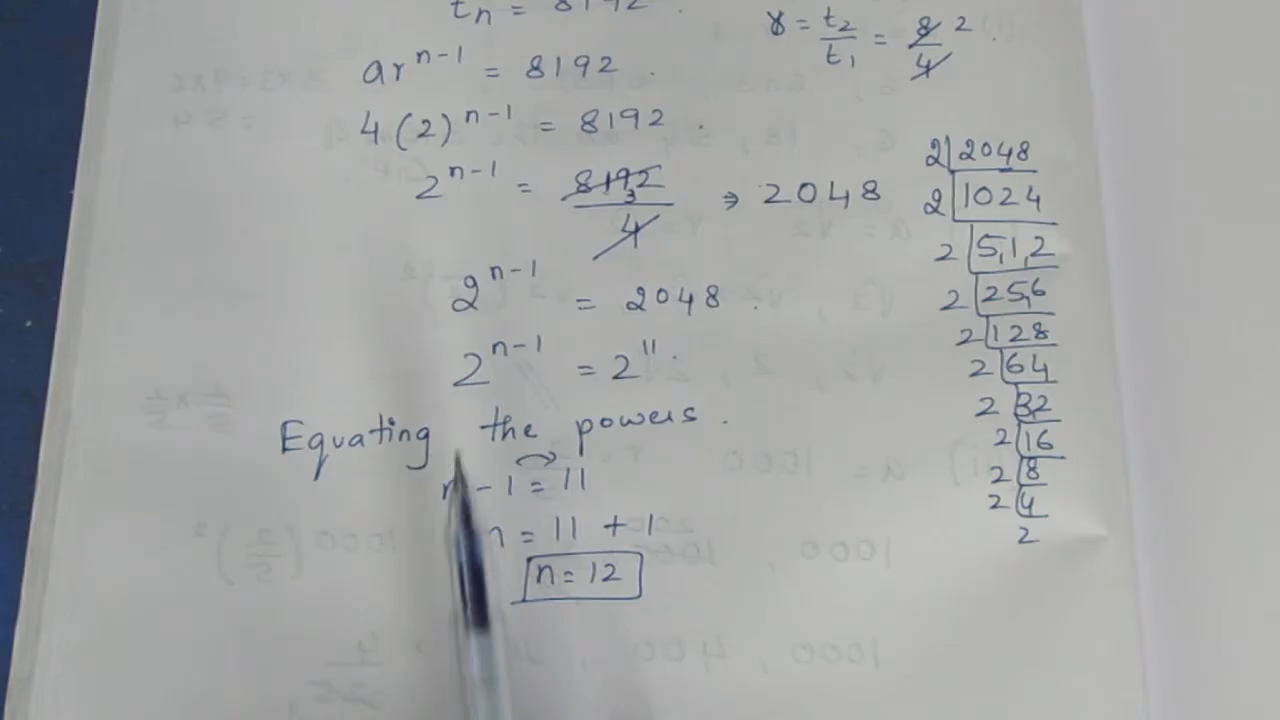 tn = 8192.
r = t₂/t₁ = 8/4 2.
ar^(n-1) = 8192.
4(2)^(n-1) = 8192.
2^(n-1) = 8192/4 ⇒ 2048
2^(n-1) = 2048.
2^(n-1) = 2^11.
Equating the powers.
n-1 = 11
n = 11 + 1
n = 12
2 | 2048
2 | 1024
2 | 512
2 | 256
2 | 128
2 | 64
2 | 32
2 | 16
2 | 8
2 | 4
2